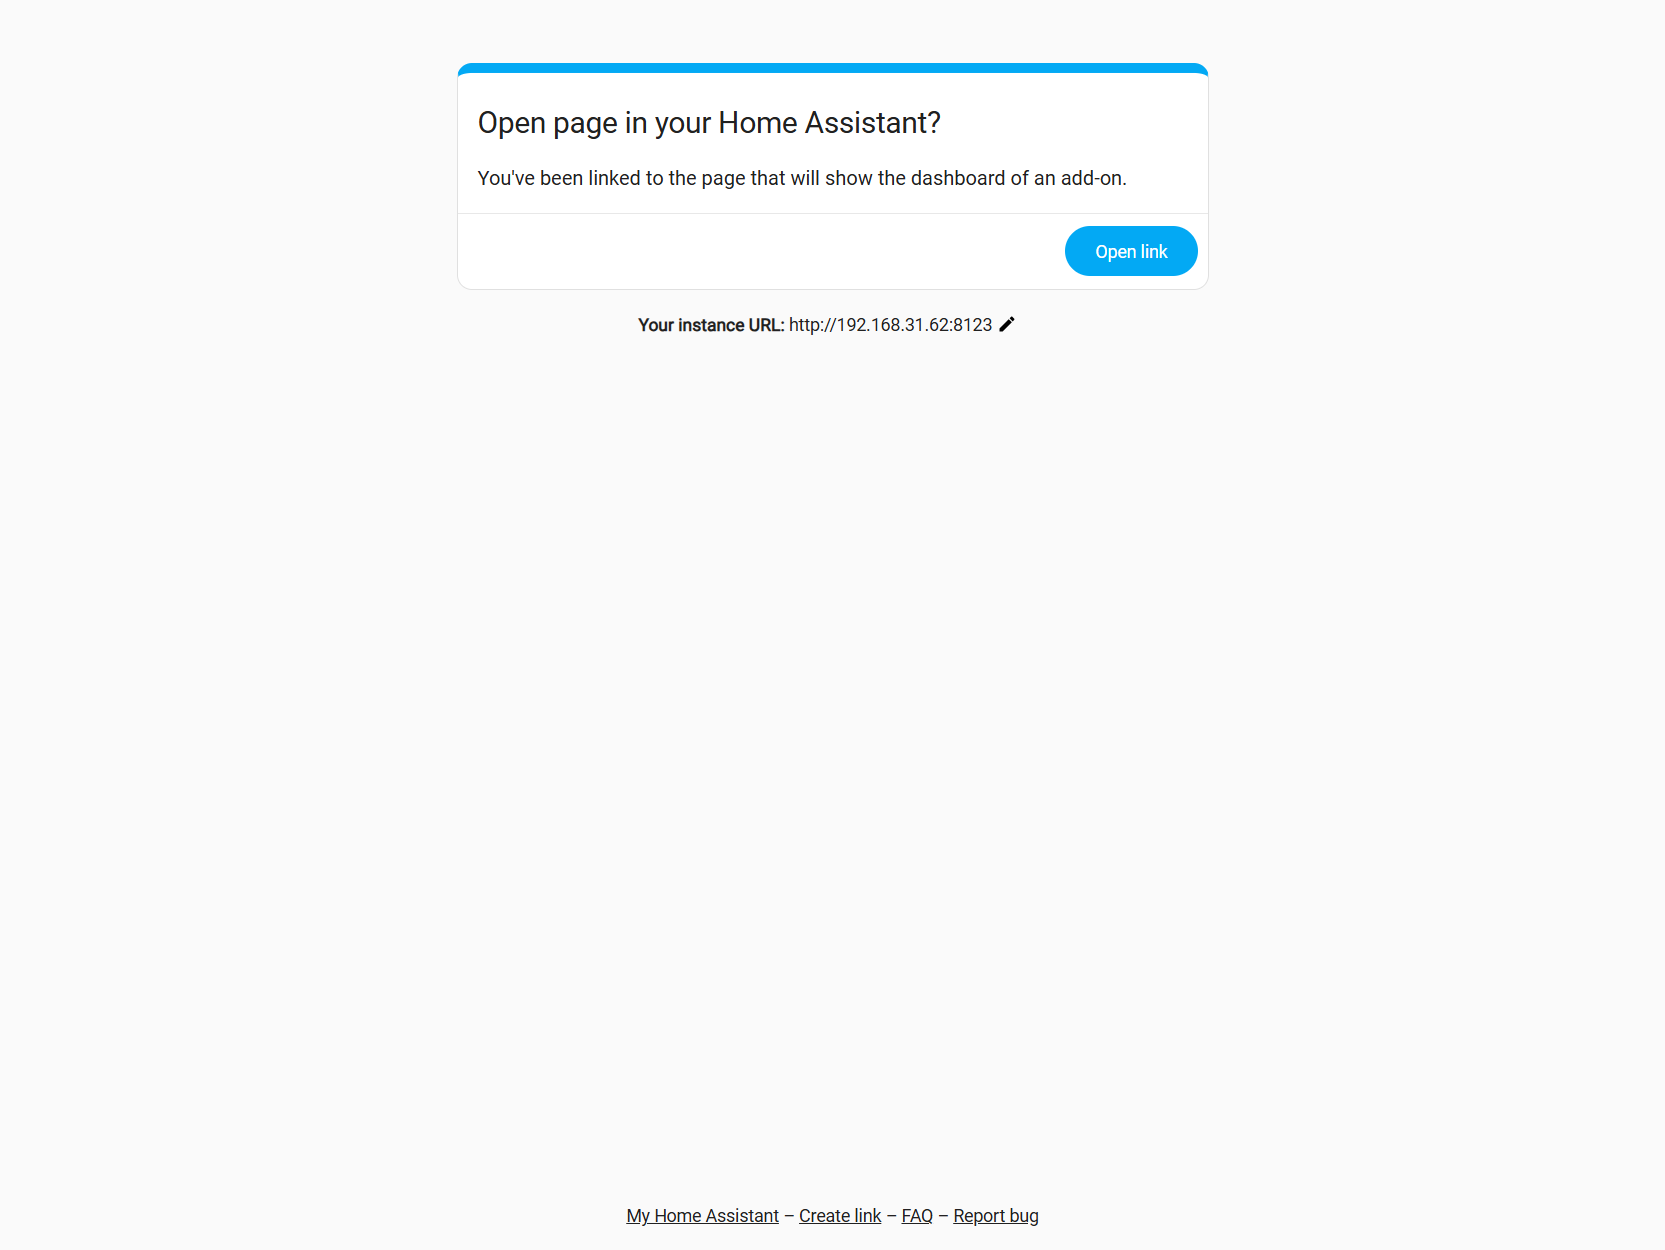 Open page in your Home Assistant?
You've been linked to the page that will show the dashboard of an add-on.
Open link
Your instance URL: http://192.168.31.62:8123
My Home Assistant – Create link – FAQ – Report bug